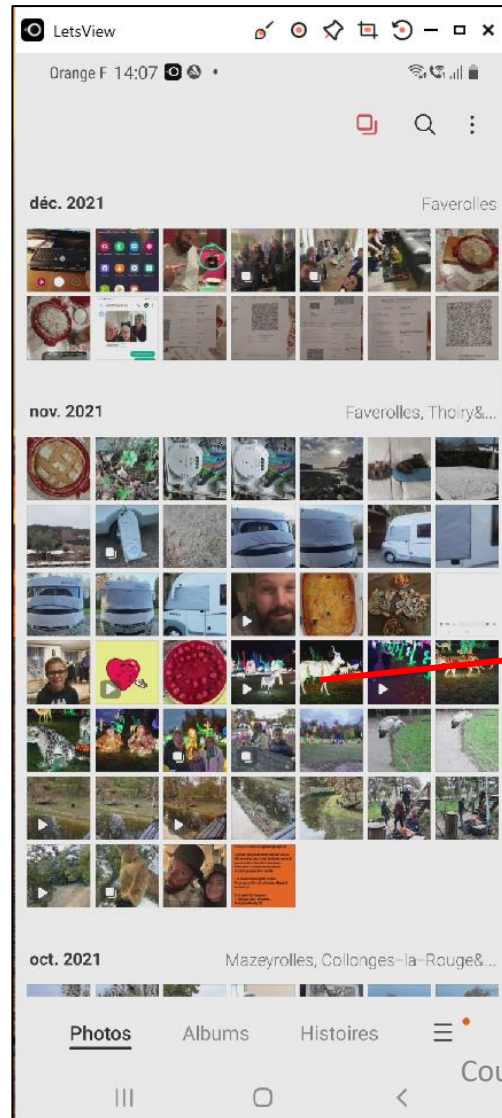 LetsView
Orange F 14:07
déc. 2021
Faverolles
nov. 2021
Faverolles, Thoiry&...
oct. 2021
Mazeyrolles, Collonges-la-Rouge&...
Photos
Albums
Histoires
Cou